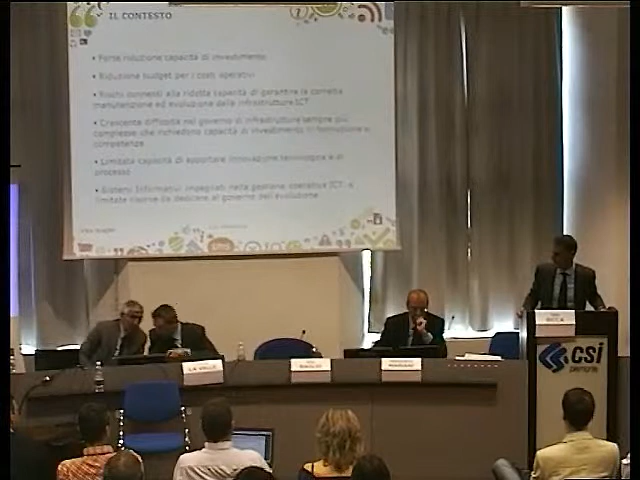 IL CONTESTO
• Forte riduzione capacità di investimento
• Riduzione budget per i costi operativi
• Rischi connessi alla ridotta capacità di garantire la corretta
manutenzione ed evoluzione delle infrastrutture ICT
• Crescente difficoltà nel governo di infrastrutture sempre più
complesse che richiedono capacità di investimento in formazione e
competenze
• Limitata capacità di apportare innovazione tecnologica e di
processo
• Sistemi Informativi impegnati nella gestione operativa ICT e
limitate risorse da dedicare al governo dell'evoluzione
LA VALLE
RICCA
csi
piemonte